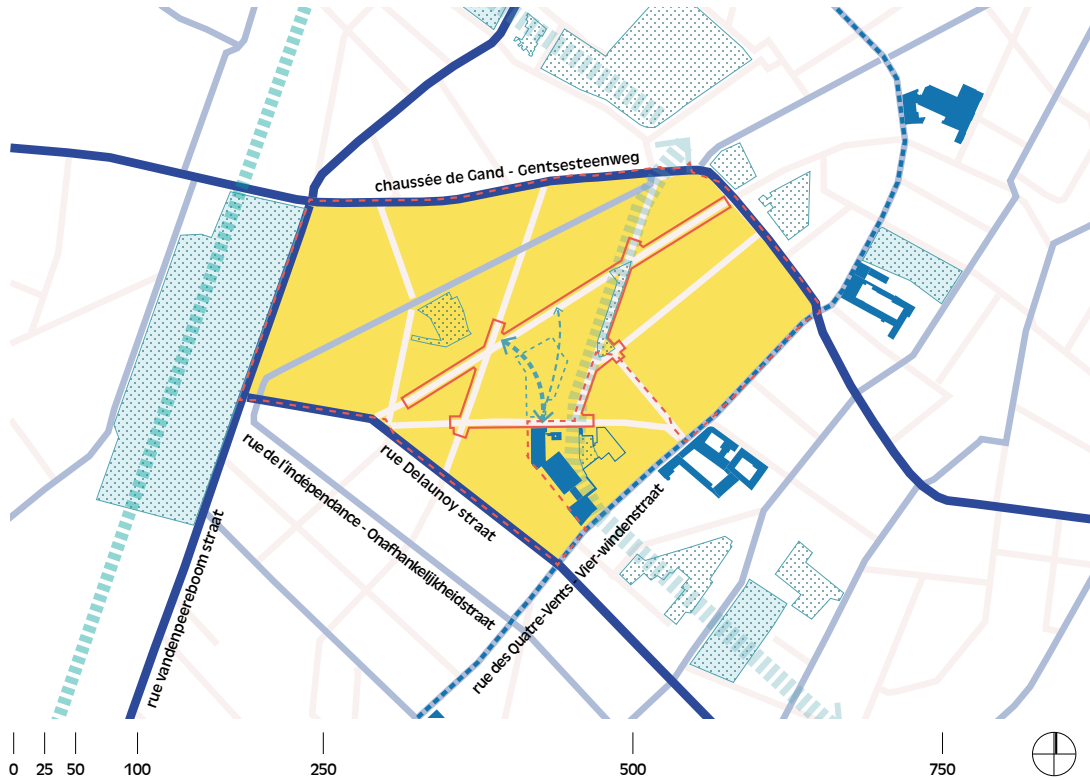 chaussée de Gand - Gentsesteenweg
rue de l'indépendance - Onafhankelijkheidstraat
rue Delaunoy straat
rue des Quatre-Vents - Vier-windenstraat
rue vandenpeereboom straat
0 25 50 100 250 500 750